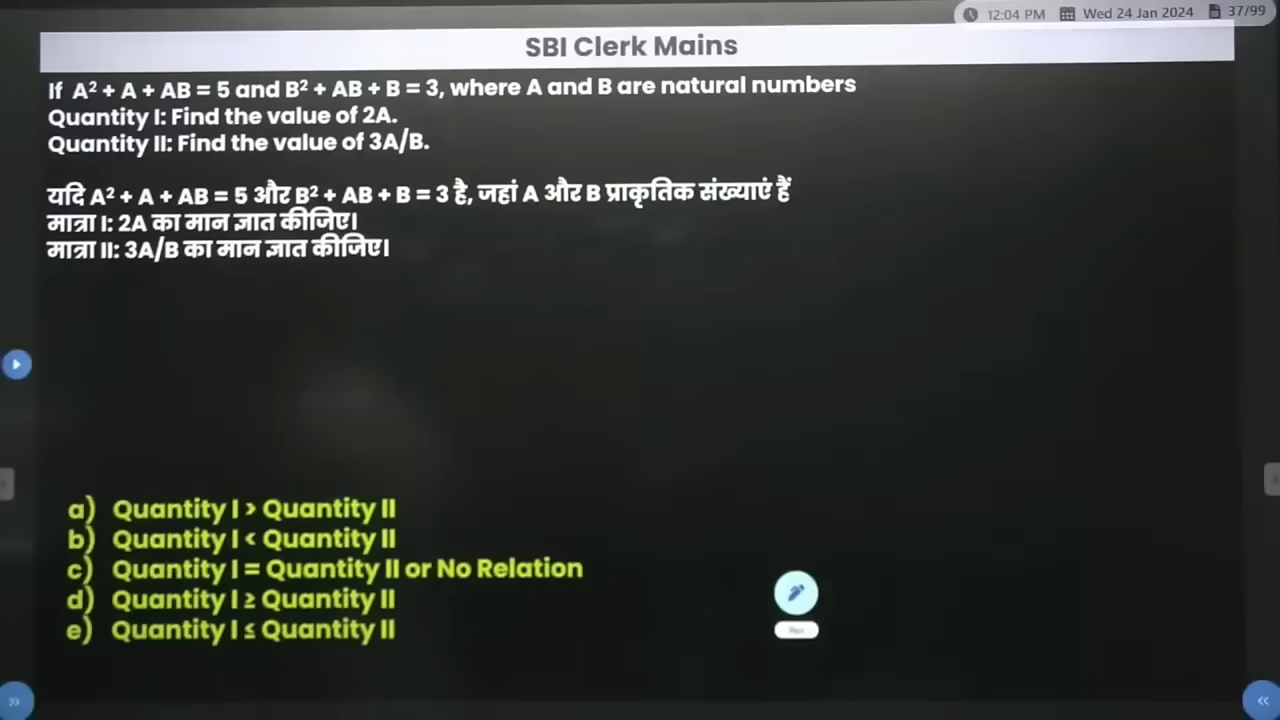 12:04 PM Wed 24 Jan 2024 37/99
SBI Clerk Mains
If A² + A + AB = 5 and B² + AB + B = 3, where A and B are natural numbers
Quantity I: Find the value of 2A.
Quantity II: Find the value of 3A/B.
यदि A² + A + AB = 5 और B² + AB + B = 3 है, जहां A और B प्राकृतिक संख्याएं हैं
मात्रा I: 2A का मान ज्ञात कीजिए।
मात्रा II: 3A/B का मान ज्ञात कीजिए।
a) Quantity I > Quantity II
b) Quantity I < Quantity II
c) Quantity I = Quantity II or No Relation
d) Quantity I ≥ Quantity II
e) Quantity I ≤ Quantity II